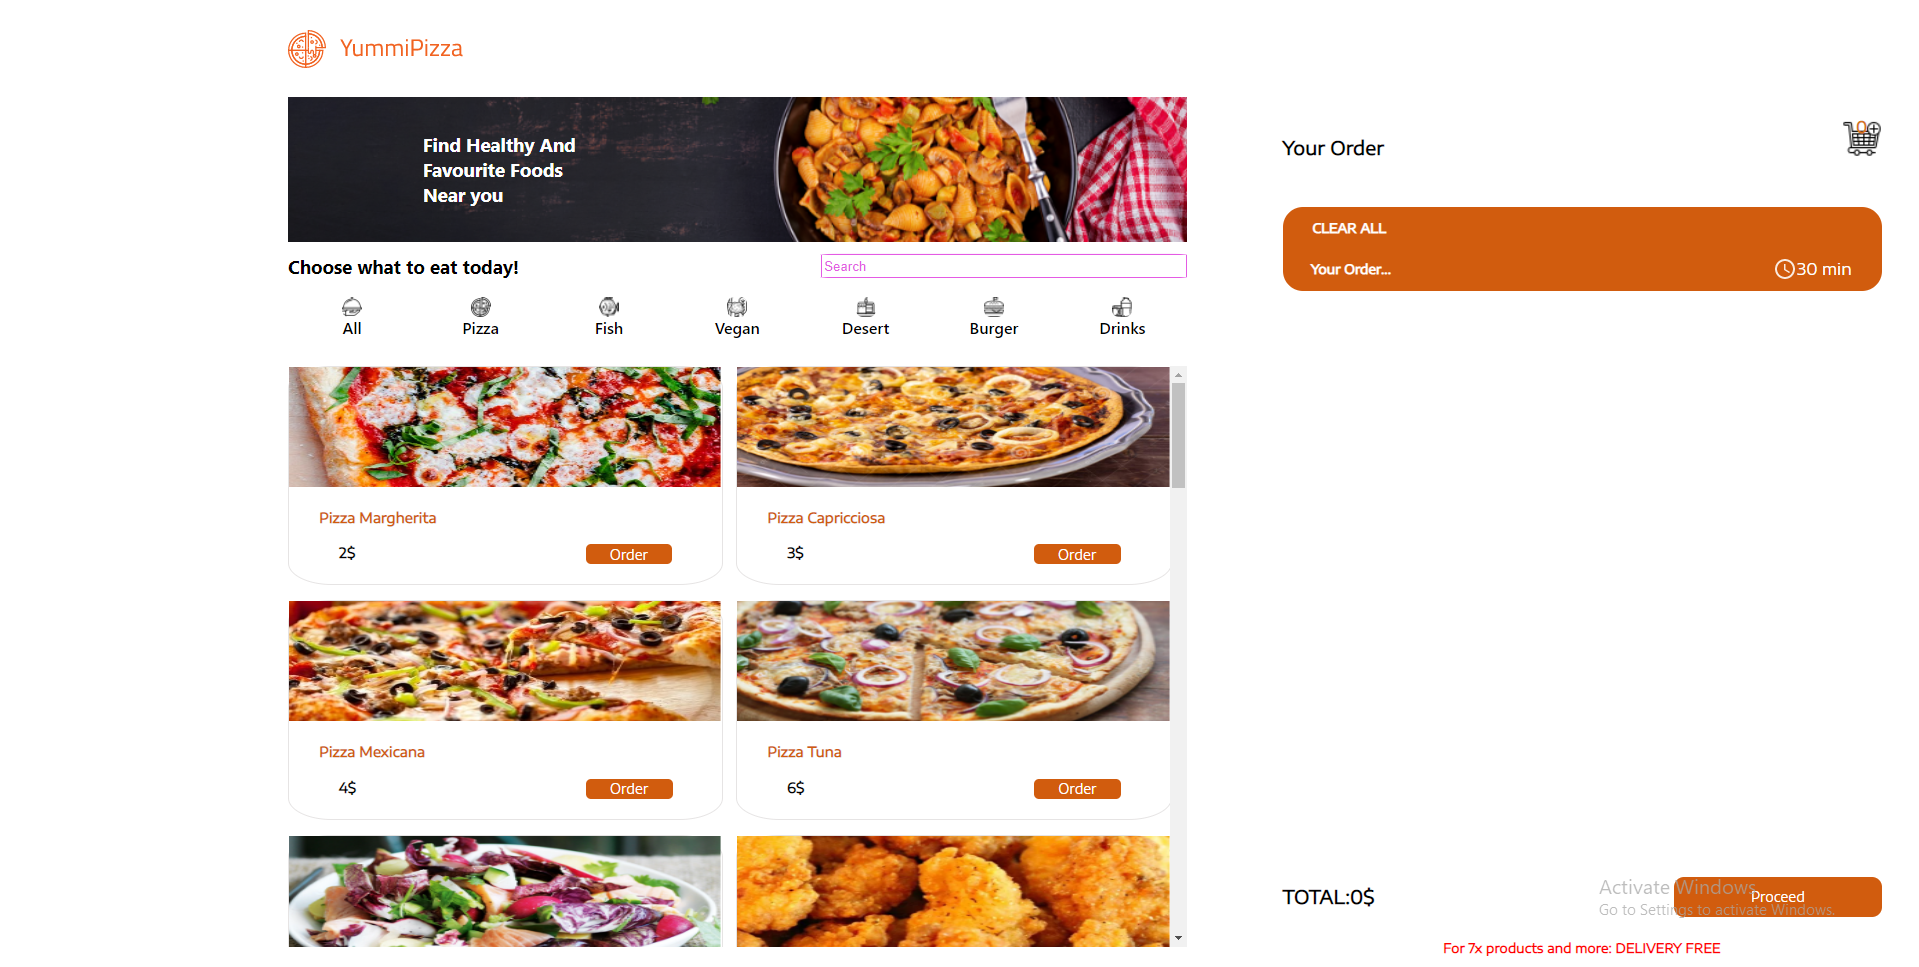 YummiPizza
Find Healthy And
Favourite Foods
Near you
Choose what to eat today!
Search
All
Pizza
Fish
Vegan
Desert
Burger
Drinks
Pizza Margherita
2$
Order
Pizza Capricciosa
3$
Order
Pizza Mexicana
4$
Order
Pizza Tuna
6$
Order
Your Order
CLEAR ALL
Your Order...
30 min
TOTAL:0$
Proceed
Activate Windows
Go to Settings to activate Windows.
For 7x products and more: DELIVERY FREE